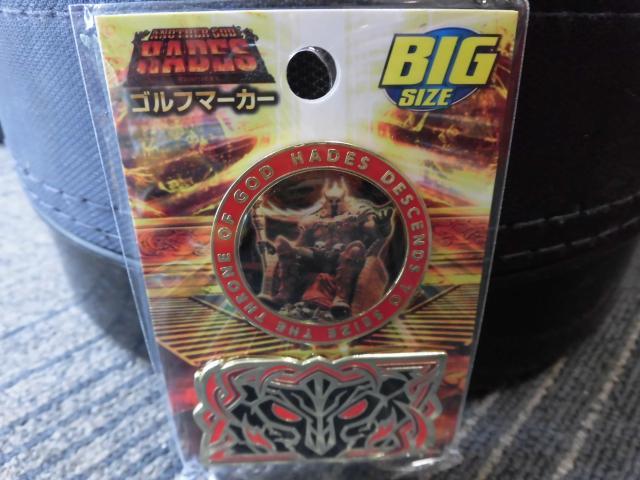 ANOTHER GOD
HADES
ゴルフマーカー
BIG
SIZE
HADES DESCENDS TO SEIZE THE THRONE OF GOD